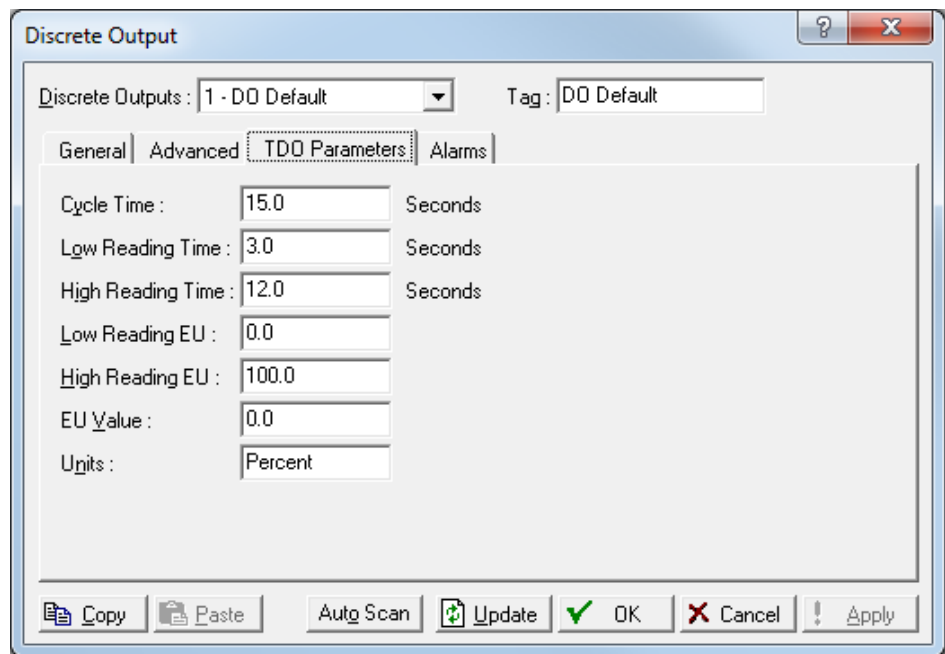 Discrete Output
Discrete Outputs : 1 - DO Default Tag : DO Default
General Advanced TDO Parameters Alarms
Cycle Time : 15.0 Seconds
Low Reading Time : 3.0 Seconds
High Reading Time : 12.0 Seconds
Low Reading EU : 0.0
High Reading EU : 100.0
EU Value : 0.0
Units : Percent
Copy Paste Auto Scan Update OK Cancel ! Apply